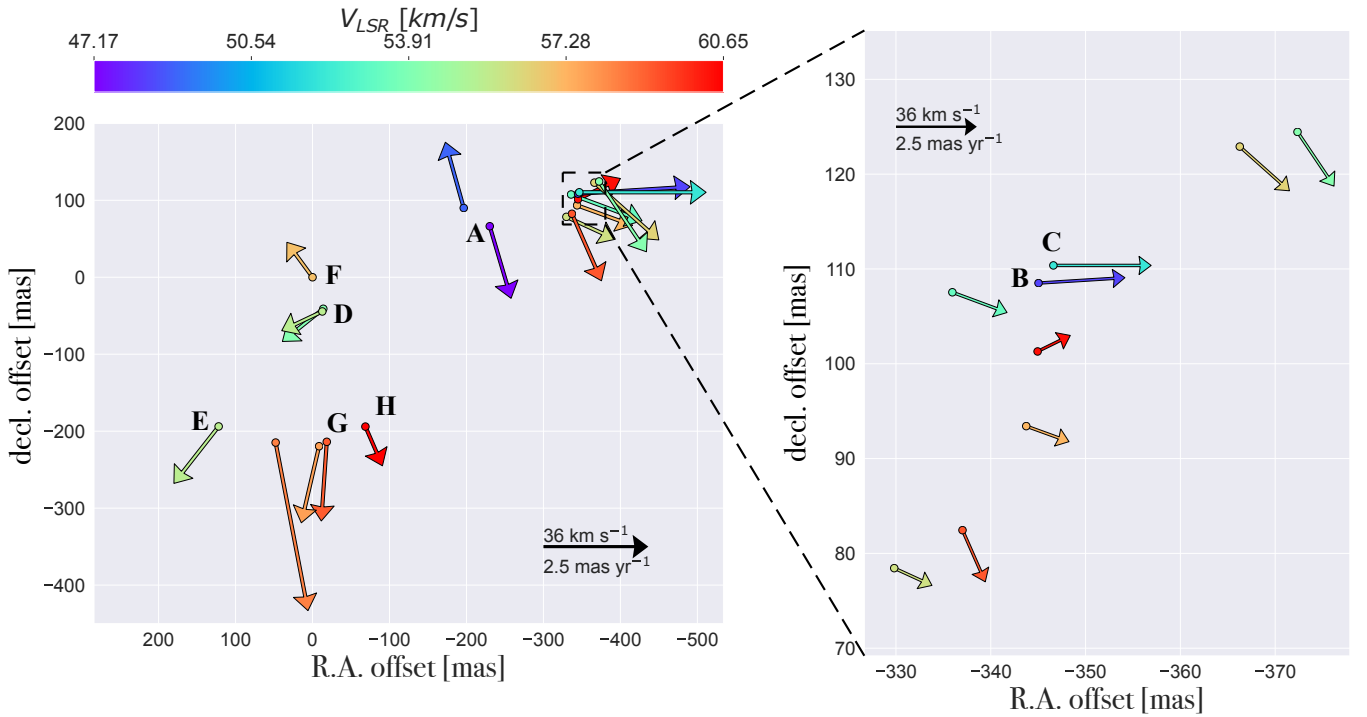 V_LSR [km/s]
47.17 50.54 53.91 57.28 60.65
200
100
0
−100
−200
−300
−400
decl. offset [mas]
A
F
D
E
G
H
36 km s⁻¹
2.5 mas yr⁻¹
200 100 0 −100 −200 −300 −400 −500
R.A. offset [mas]
130
120
110
100
90
80
70
decl. offset [mas]
36 km s⁻¹
2.5 mas yr⁻¹
C
B
−330 −340 −350 −360 −370
R.A. offset [mas]